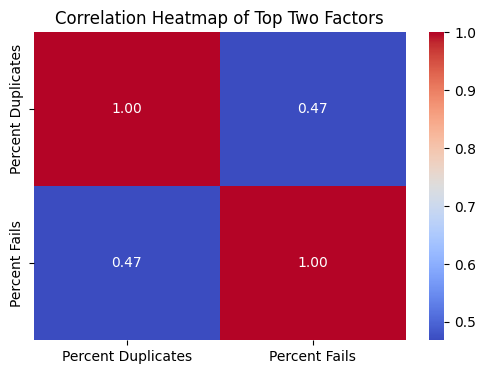 Correlation Heatmap of Top Two Factors
Percent Duplicates
Percent Fails
1.00
0.47
0.47
1.00
Percent Duplicates
Percent Fails
1.0
0.9
0.8
0.7
0.6
0.5